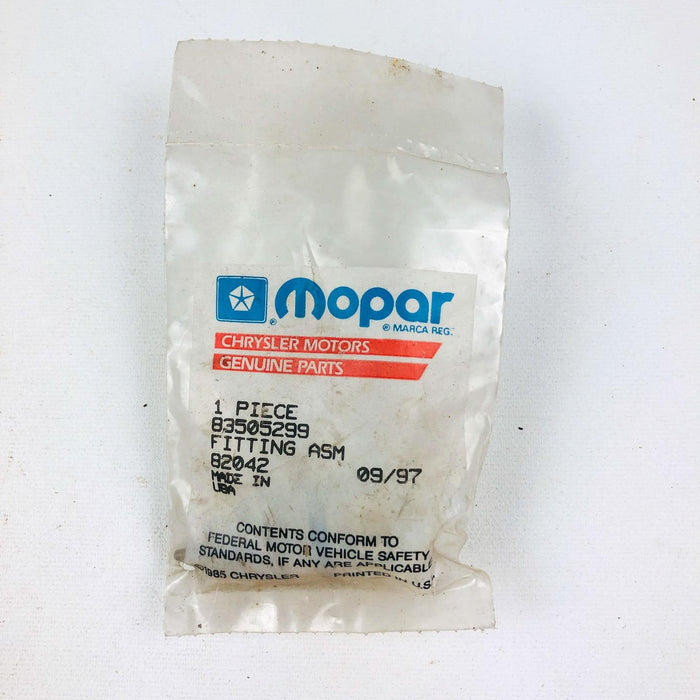 ® mopar
® MARCA REG.
CHRYSLER MOTORS
GENUINE PARTS
1 PIECE
83505299
FITTING ASM
82042 09/97
MADE IN
USA
CONTENTS CONFORM TO
FEDERAL MOTOR VEHICLE SAFETY
STANDARDS, IF ANY ARE APPLICABLE
©1985 CHRYSLER PRINTED IN U.S.